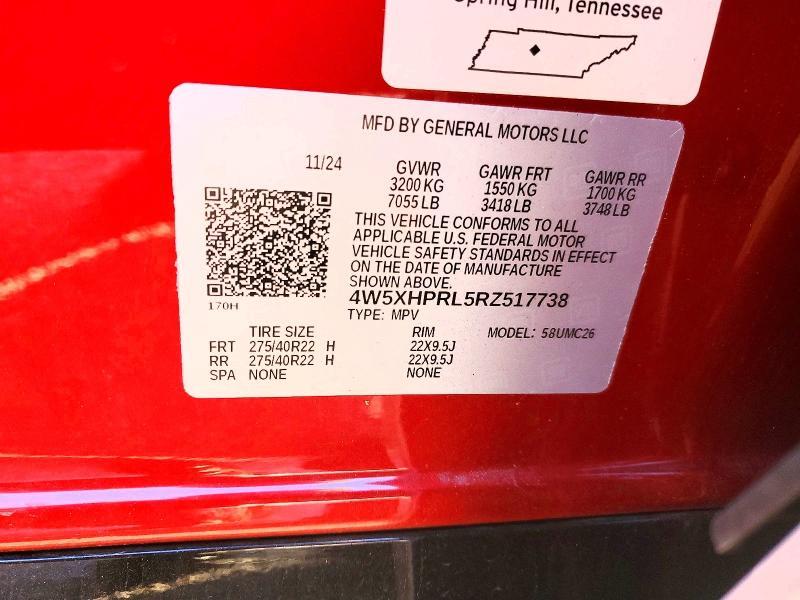 Spring Hill, Tennessee
MFD BY GENERAL MOTORS LLC
11/24 GVWR GAWR FRT GAWR RR
3200 KG 1550 KG 1700 KG
7055 LB 3418 LB 3748 LB
THIS VEHICLE CONFORMS TO ALL
APPLICABLE U.S. FEDERAL MOTOR
VEHICLE SAFETY STANDARDS IN EFFECT
ON THE DATE OF MANUFACTURE
SHOWN ABOVE.
170H
4W5XHPRL5RZ517738
TYPE: MPV
TIRE SIZE RIM MODEL: 58UMC26
FRT 275/40R22 H 22X9.5J
RR 275/40R22 H 22X9.5J
SPA NONE NONE